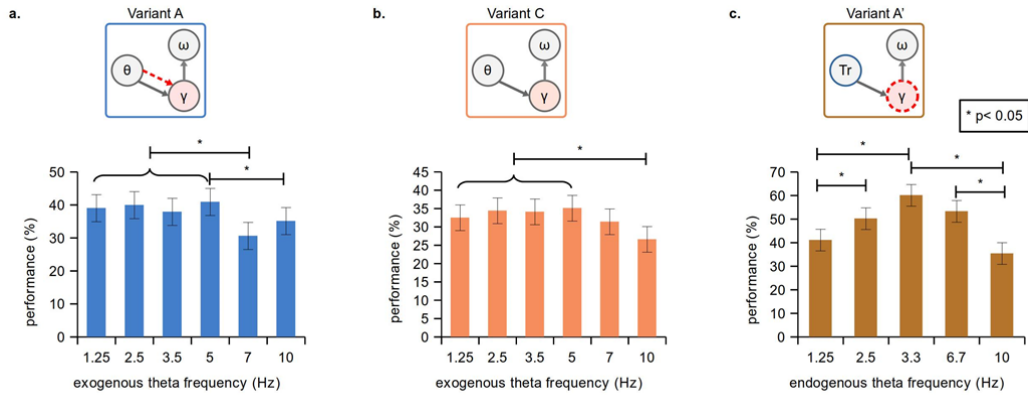 a.
Variant A
ω
θ
γ
*
*
50
40
30
20
10
0
performance (%)
1.25 2.5 3.5 5 7 10
exogenous theta frequency (Hz)
b.
Variant C
ω
θ
γ
*
45
40
35
30
25
20
15
10
5
0
performance (%)
1.25 2.5 3.5 5 7 10
exogenous theta frequency (Hz)
c.
Variant A’
ω
Tr
γ
* p< 0.05
*
*
*
*
70
60
50
40
30
20
10
0
performance (%)
1.25 2.5 3.3 6.7 10
endogenous theta frequency (Hz)